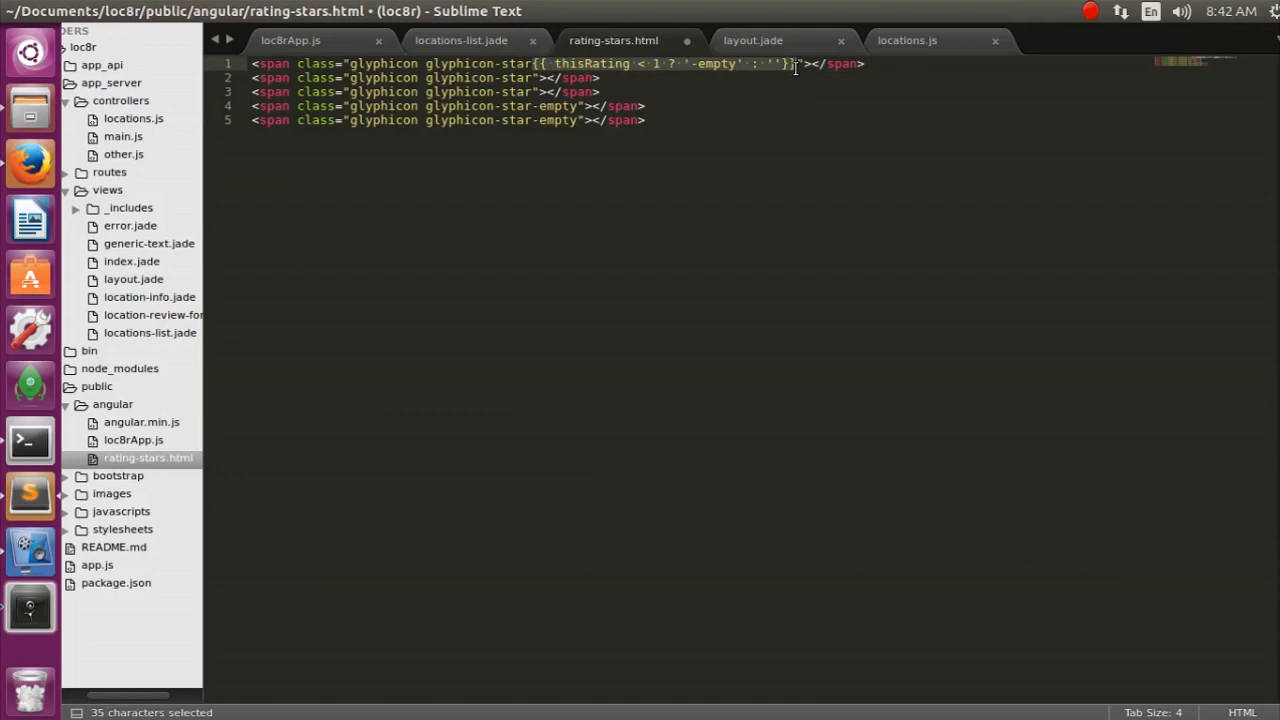 ~/Documents/loc8r/public/angular/rating-stars.html • (loc8r) - Sublime Text
En
8:42 AM
DERS
loc8r
app_api
app_server
controllers
locations.js
main.js
other.js
routes
views
_includes
error.jade
generic-text.jade
index.jade
layout.jade
location-info.jade
location-review-for
locations-list.jade
bin
node_modules
public
angular
angular.min.js
loc8rApp.js
rating-stars.html
bootstrap
images
javascripts
stylesheets
README.md
app.js
package.json
loc8rApp.js
locations-list.js
rating-stars.html
layout.jade
locations.js
1 <span class="glyphicon glyphicon-star{{ thisRating < 1 ? '-empty' : ''}}"></span>
2 <span class="glyphicon glyphicon-star"></span>
3 <span class="glyphicon glyphicon-star"></span>
4 <span class="glyphicon glyphicon-star-empty"></span>
5 <span class="glyphicon glyphicon-star-empty"></span>
35 characters selected
Tab Size: 4
HTML